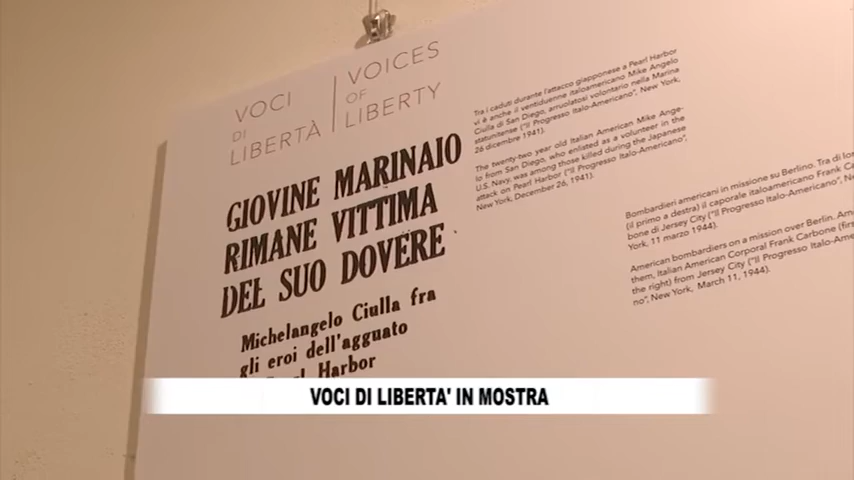 VOCI
DI
LIBERTÀ
VOICES
OF
LIBERTY
GIOVINE MARINAIO
RIMANE VITTIMA
DEL SUO DOVERE
Michelangelo Ciulla fra
gli eroi dell'agguato
Harbor
Tra i caduti durante l'attacco giapponese a Pearl Harbor
vi è anche il ventiduenne italoamericano Mike Angelo
Ciulla di San Diego, arruolatosi volontario nella Marina
statunitense ("Il Progresso Italo-Americano", New York,
26 dicembre 1941).
The twenty-two year old Italian American Mike Ange-
lo from San Diego, who enlisted as a volunteer in the
U.S. Navy, was among those killed during the Japanese
attack on Pearl Harbor ("Il Progresso Italo-Americano",
New York, December 26, 1941).
Bombardieri americani in missione su Berlino. Tra di lo
(il primo a destra) il caporale italoamericano Frank Ca
bone di Jersey City ("Il Progresso Italo-Americano", N
York, 11 marzo 1944).
American bombardiers on a mission over Berlin. Am
them, Italian American Corporal Frank Carbone (firs
the right) from Jersey City ("Il Progresso Italo-Ame
no", New York, March 11, 1944).
VOCI DI LIBERTA' IN MOSTRA